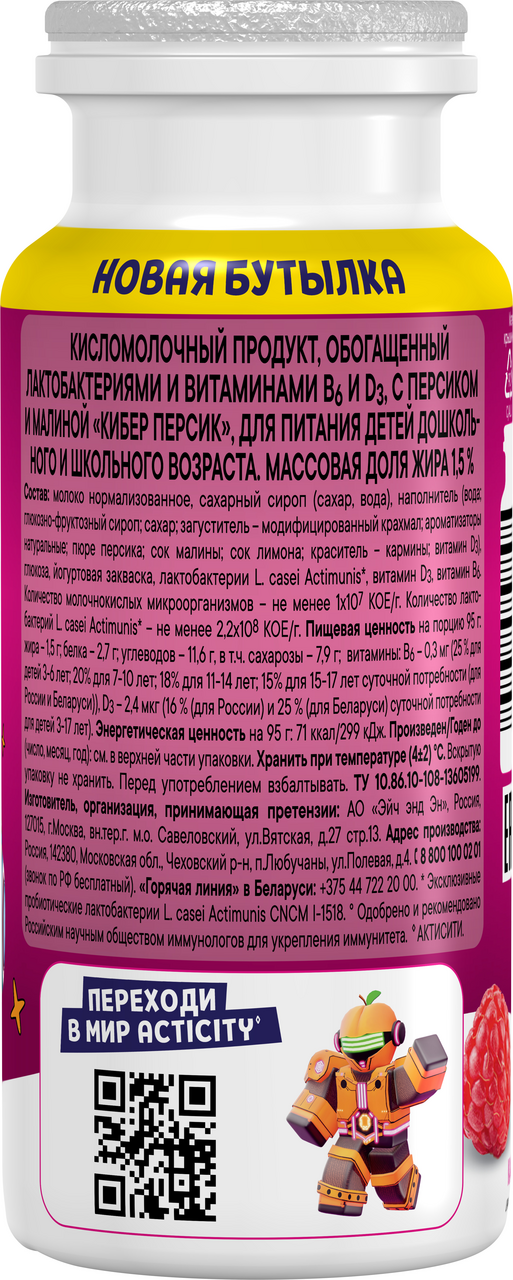 НОВАЯ БУТЫЛКА
КИСЛОМОЛОЧНЫЙ ПРОДУКТ, ОБОГАЩЕННЫЙ
ЛАКТОБАКТЕРИЯМИ И ВИТАМИНАМИ B6 И D3, С ПЕРСИКОМ
И МАЛИНОЙ «КИБЕР ПЕРСИК», ДЛЯ ПИТАНИЯ ДЕТЕЙ ДОШКОЛЬ-
НОГО И ШКОЛЬНОГО ВОЗРАСТА. МАССОВАЯ ДОЛЯ ЖИРА 1,5 %
Состав: молоко нормализованное, сахарный сироп (сахар, вода), наполнитель (вода;
глюкозно-фруктозный сироп; сахар; загуститель – модифицированный крахмал; ароматизаторы
натуральные; пюре персика; сок малины; сок лимона; краситель – кармины; витамин D3),
глюкоза, йогуртовая закваска, лактобактерии L. casei Actimunis*, витамин D3, витамин B6.
Количество молочнокислых микроорганизмов – не менее 1x10⁷ КОЕ/г. Количество лакто-
бактерий L. casei Actimunis* – не менее 2,2x10⁸ КОЕ/г. Пищевая ценность на порцию 95 г:
жира – 1,5 г; белка – 2,7 г; углеводов – 11,6 г, в т.ч. сахарозы – 7,9 г; витамины: B6 – 0,3 мг (25 % для
детей 3-6 лет; 20% для 7-10 лет; 18% для 11-14 лет; 15% для 15-17 лет суточной потребности (для
России и Беларуси)), D3 – 2,4 мкг (16 % (для России) и 25 % (для Беларуси) суточной потребности
для детей 3-17 лет). Энергетическая ценность на 95 г: 71 ккал/299 кДж. Произведен/Годен до
(число, месяц, год): см. в верхней части упаковки. Хранить при температуре (4±2) °C. Вскрытую
упаковку не хранить. Перед употреблением взбалтывать. ТУ 10.86.10-108-13605199.
Изготовитель, организация, принимающая претензии: АО «Эйч энд Эн», Россия,
127015, г.Москва, вн.тер.г. м.о. Савеловский, ул.Вятская, д.27 стр.13. Адрес производства:
Россия, 142380, Московская обл., Чеховский р-н, п.Любучаны, ул.Полевая, д.4. ✆ 8 800 100 02 01
(звонок по РФ бесплатный). «Горячая линия» в Беларуси: +375 44 722 20 00. * Эксклюзивные
пробиотические лактобактерии L. casei Actimunis CNCM I-1518. ° Одобрено и рекомендовано
Российским научным обществом иммунологов для укрепления иммунитета. ◊АКТИСИТИ.
ПЕРЕХОДИ
В МИР ACTICITY◊